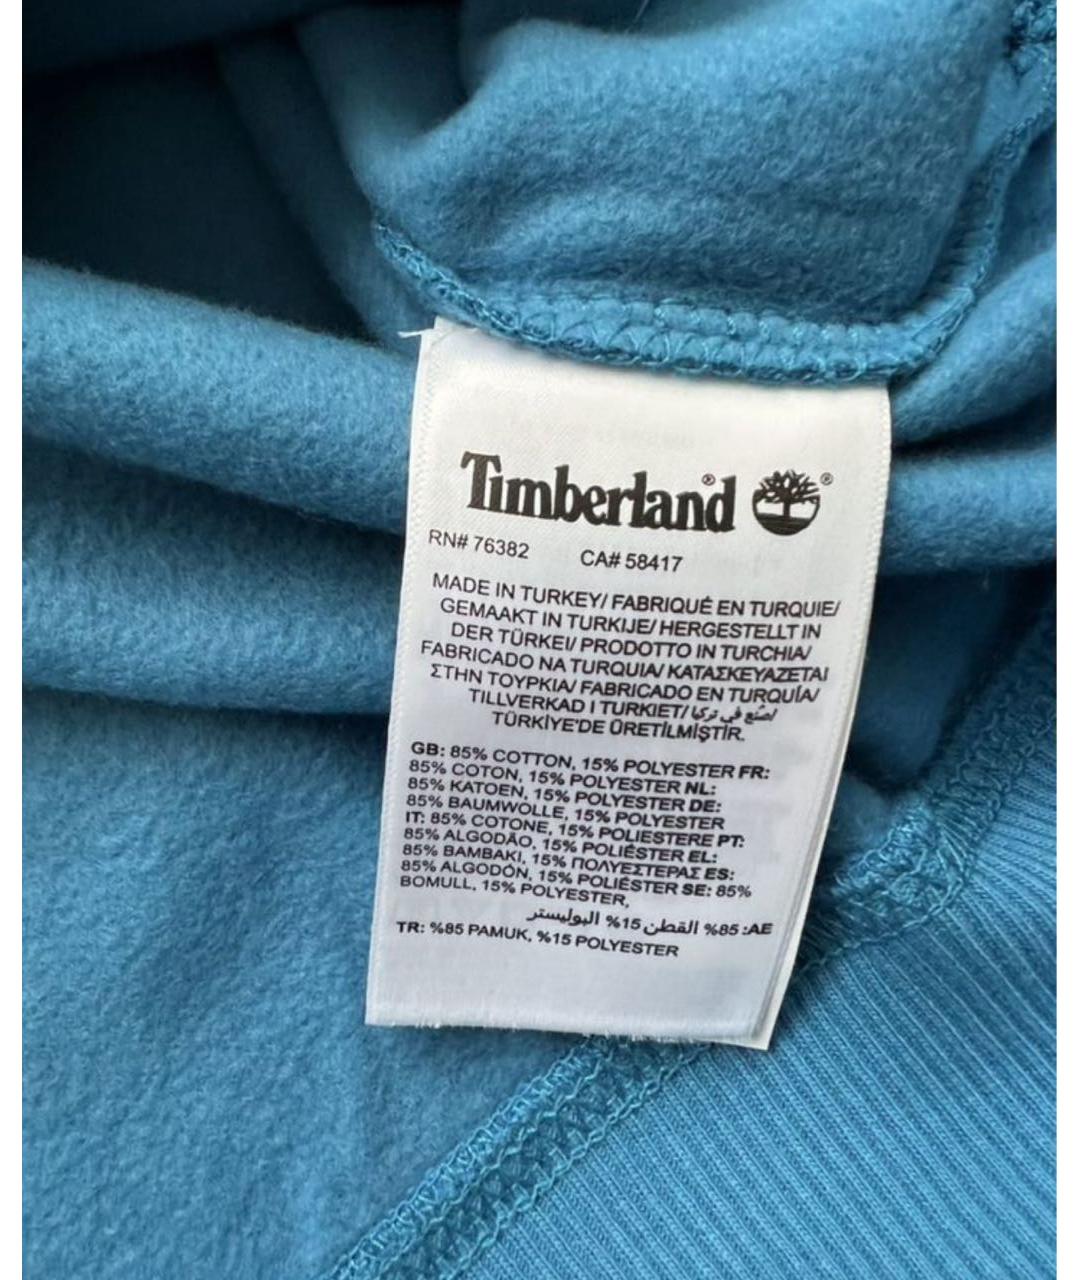 Timberland® ®
RN# 76382 CA# 58417
MADE IN TURKEY/ FABRIQUÉ EN TURQUIE/
GEMAAKT IN TURKIJE/ HERGESTELLT IN
DER TÜRKEI/ PRODOTTO IN TURCHIA/
FABRICADO NA TURQUIA/ ΚΑΤΑΣΚΕΥΑΖΕΤΑΙ
ΣΤΗΝ ΤΟΥΡΚΙΑ/ FABRICADO EN TURQUÍA/
TILLVERKAD I TURKIET/ صُنع في تركيا/
TÜRKİYE'DE ÜRETİLMİŞTİR.
GB: 85% COTTON, 15% POLYESTER FR:
85% COTON, 15% POLYESTER NL:
85% KATOEN, 15% POLYESTER DE:
85% BAUMWOLLE, 15% POLYESTER
IT: 85% COTONE, 15% POLIESTERE PT:
85% ALGODÃO, 15% POLIÉSTER EL:
85% ΒΑΜΒΑΚΙ, 15% ΠΟΛΥΕΣΤΕΡΑΣ ES:
85% ALGODÓN, 15% POLIÉSTER SE: 85%
BOMULL, 15% POLYESTER,
AE: %85 القطن 15% البوليستر
TR: %85 PAMUK, %15 POLYESTER